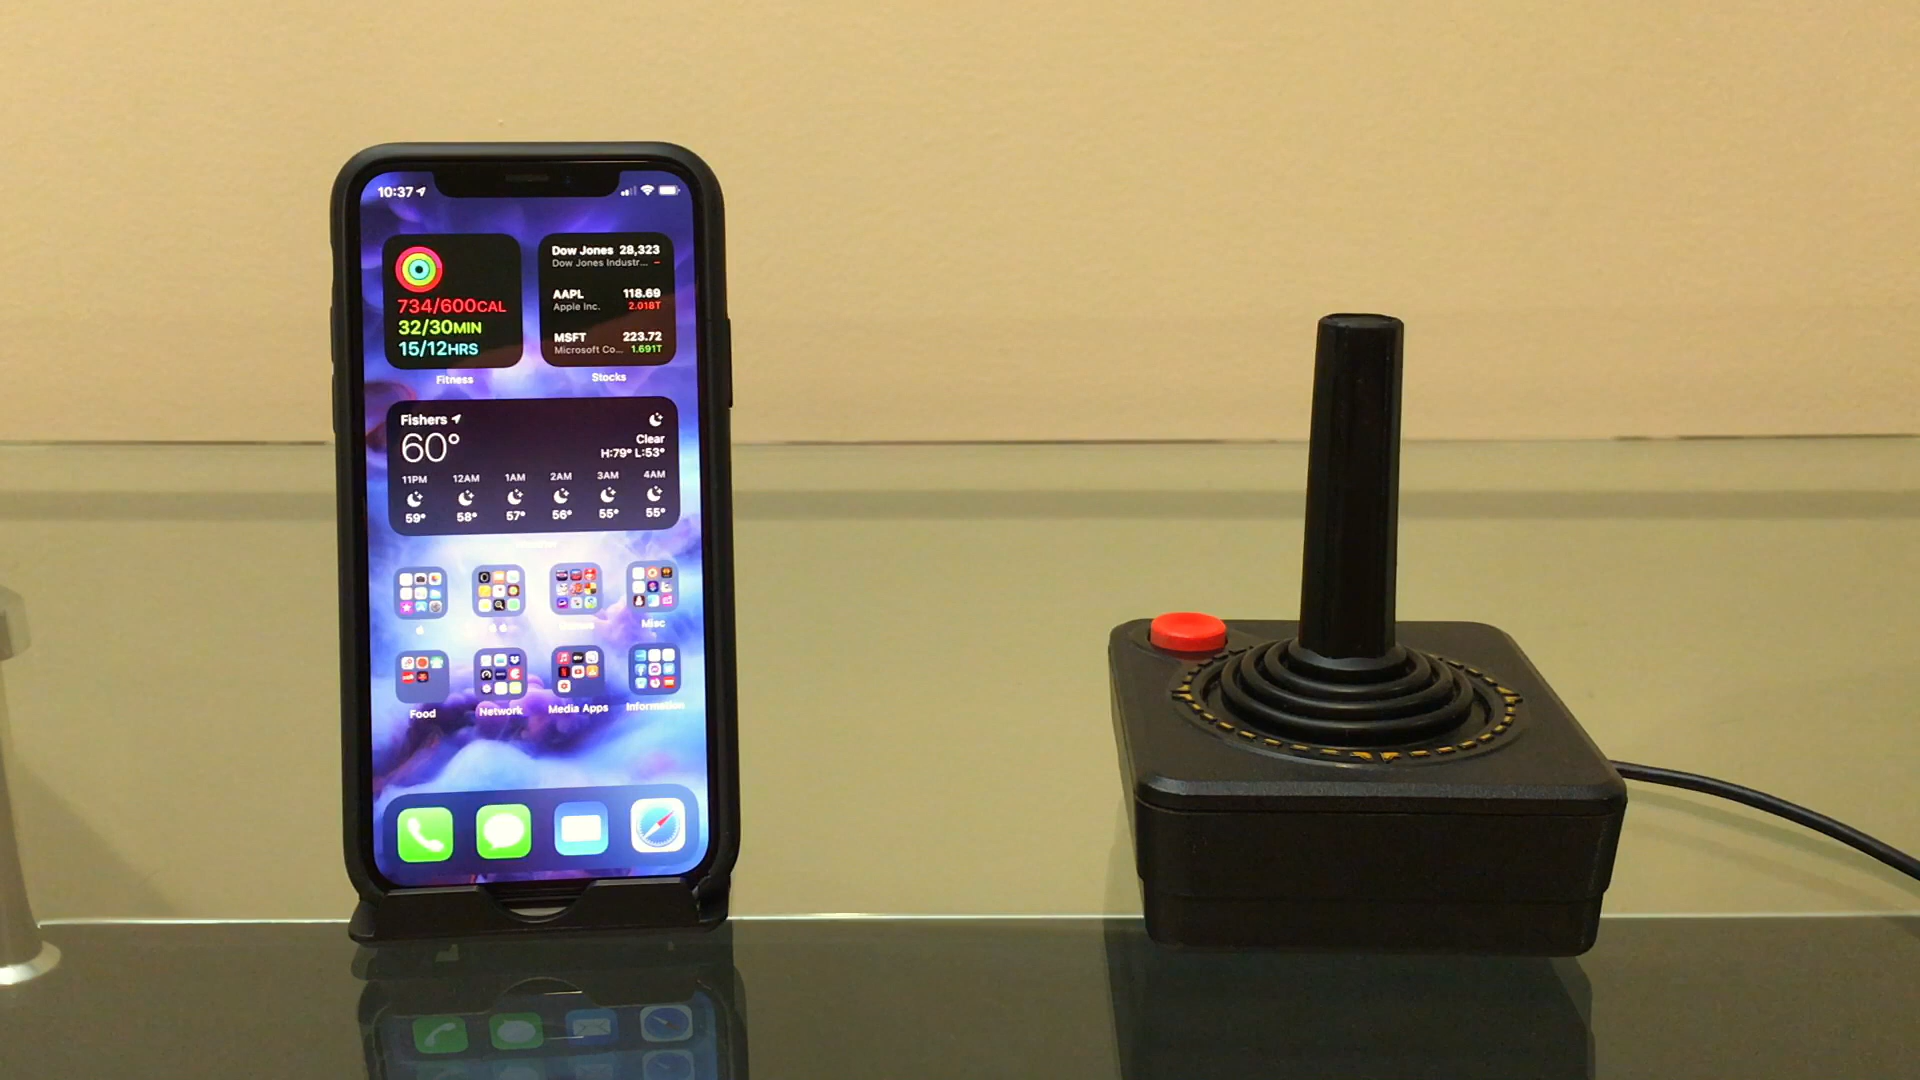 10:37
734/600CAL
32/30MIN
15/12HRS
Fitness
Dow Jones 28,323
Dow Jones Industr... –
AAPL 118.69
Apple Inc. 2.018T
MSFT 223.72
Microsoft Co... 1.691T
Stocks
Fishers
60°
Clear
H:79° L:53°
11PM 12AM 1AM 2AM 3AM 4AM
59° 58° 57° 56° 55° 55°
Misc
Food Network Media Apps Information